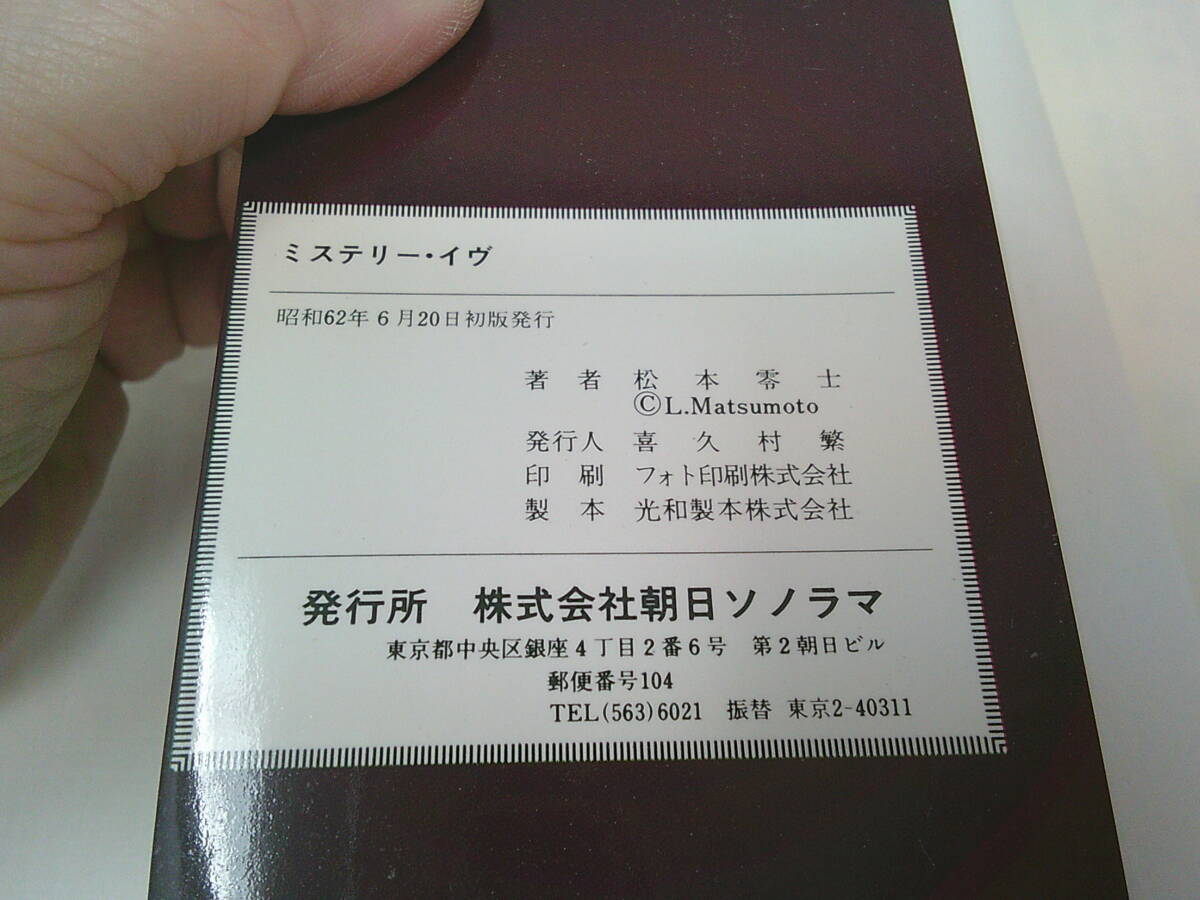 ミステリー・イヴ
昭和62年6月20日初版発行
著者 松本零士
©L.Matsumoto
発行人 喜久村繁
印刷 フォト印刷株式会社
製本 光和製本株式会社
発行所 株式会社朝日ソノラマ
東京都中央区銀座4丁目2番6号 第2朝日ビル
郵便番号104
TEL(563)6021 振替 東京2-40311